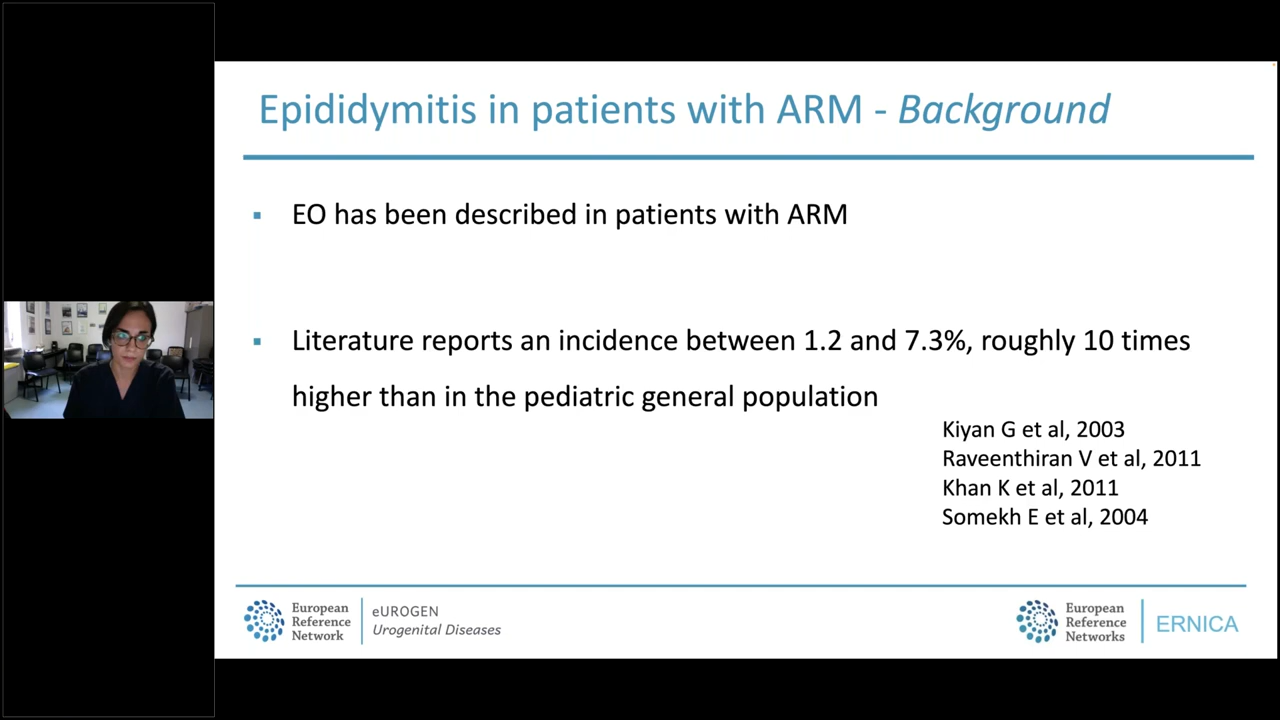 Epididymitis in patients with ARM - Background
▪ EO has been described in patients with ARM
▪ Literature reports an incidence between 1.2 and 7.3%, roughly 10 times
higher than in the pediatric general population
Kiyan G et al, 2003
Raveenthiran V et al, 2011
Khan K et al, 2011
Somekh E et al, 2004
European
Reference
Network
eUROGEN
Urogenital Diseases
European
Reference
Networks
ERNICA